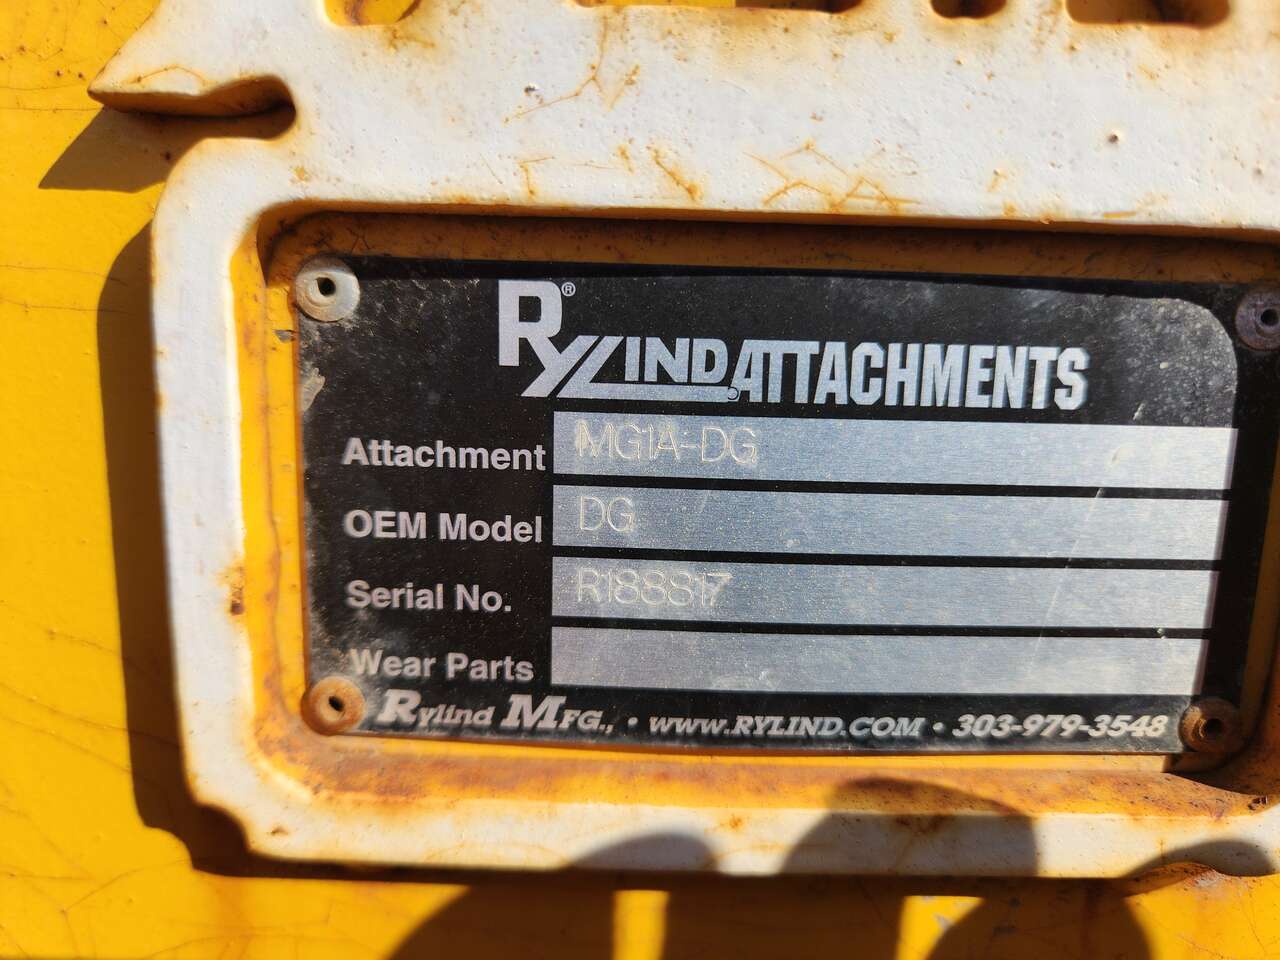 RYLIND® ATTACHMENTS
Attachment MG1A-DG
OEM Model DG
Serial No. R188817
Wear Parts
Rylind MFG., • WWW.RYLIND.COM • 303-979-3548